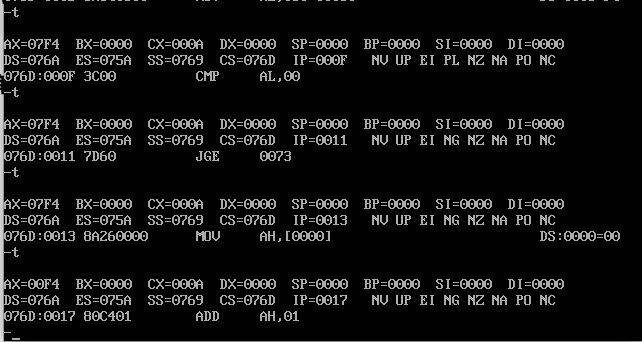 -t
AX=07F4 BX=0000 CX=000A DX=0000 SP=0000 BP=0000 SI=0000 DI=0000
DS=076A ES=075A SS=0769 CS=076D IP=000F NV UP EI PL NZ NA PO NC
076D:000F 3C00 CMP AL,00
-t
AX=07F4 BX=0000 CX=000A DX=0000 SP=0000 BP=0000 SI=0000 DI=0000
DS=076A ES=075A SS=0769 CS=076D IP=0011 NV UP EI NG NZ NA PO NC
076D:0011 7D60 JGE 0073
-t
AX=07F4 BX=0000 CX=000A DX=0000 SP=0000 BP=0000 SI=0000 DI=0000
DS=076A ES=075A SS=0769 CS=076D IP=0013 NV UP EI NG NZ NA PO NC
076D:0013 8A260000 MOV AH,[0000] DS:0000=00
-t
AX=00F4 BX=0000 CX=000A DX=0000 SP=0000 BP=0000 SI=0000 DI=0000
DS=076A ES=075A SS=0769 CS=076D IP=0017 NV UP EI NG NZ NA PO NC
076D:0017 80C401 ADD AH,01
-_